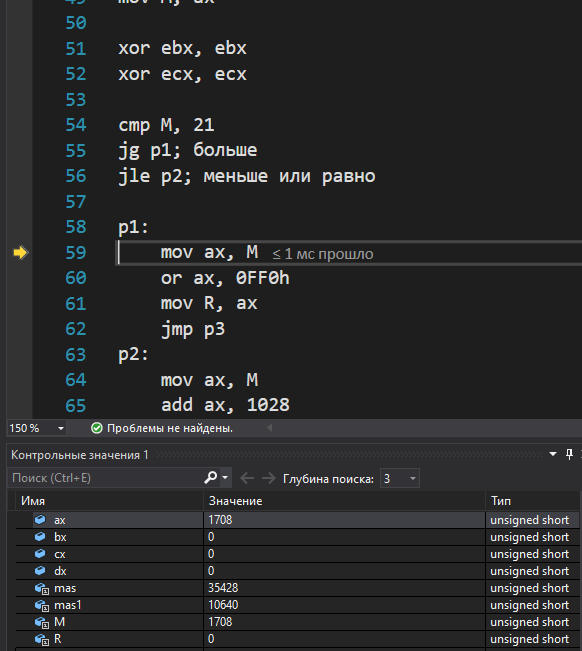 49 mov M, ax
50
51 xor ebx, ebx
52 xor ecx, ecx
53
54 cmp M, 21
55 jg p1; больше
56 jle p2; меньше или равно
57
58 p1:
59 mov ax, M ≤ 1 мс прошло
60 or ax, 0FF0h
61 mov R, ax
62 jmp p3
63 p2:
64 mov ax, M
65 add ax, 1028
150 % Проблемы не найдены.
Контрольные значения 1
Поиск (Ctrl+E) Глубина поиска: 3
Имя Значение Тип
ax 1708 unsigned short
bx 0 unsigned short
cx 0 unsigned short
dx 0 unsigned short
mas 35428 unsigned short
mas1 10640 unsigned short
M 1708 unsigned short
R 0 unsigned short